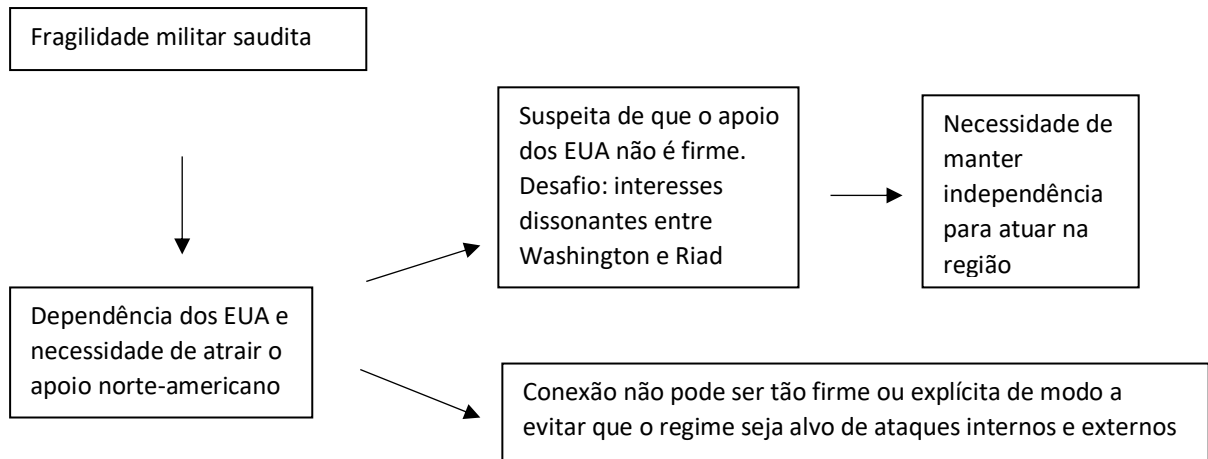 Fragilidade militar saudita
Suspeita de que o apoio
dos EUA não é firme.
Desafio: interesses
dissonantes entre
Washington e Riad
Necessidade de
manter
independência
para atuar na
região
Dependência dos EUA e
necessidade de atrair o
apoio norte-americano
Conexão não pode ser tão firme ou explícita de modo a
evitar que o regime seja alvo de ataques internos e externos